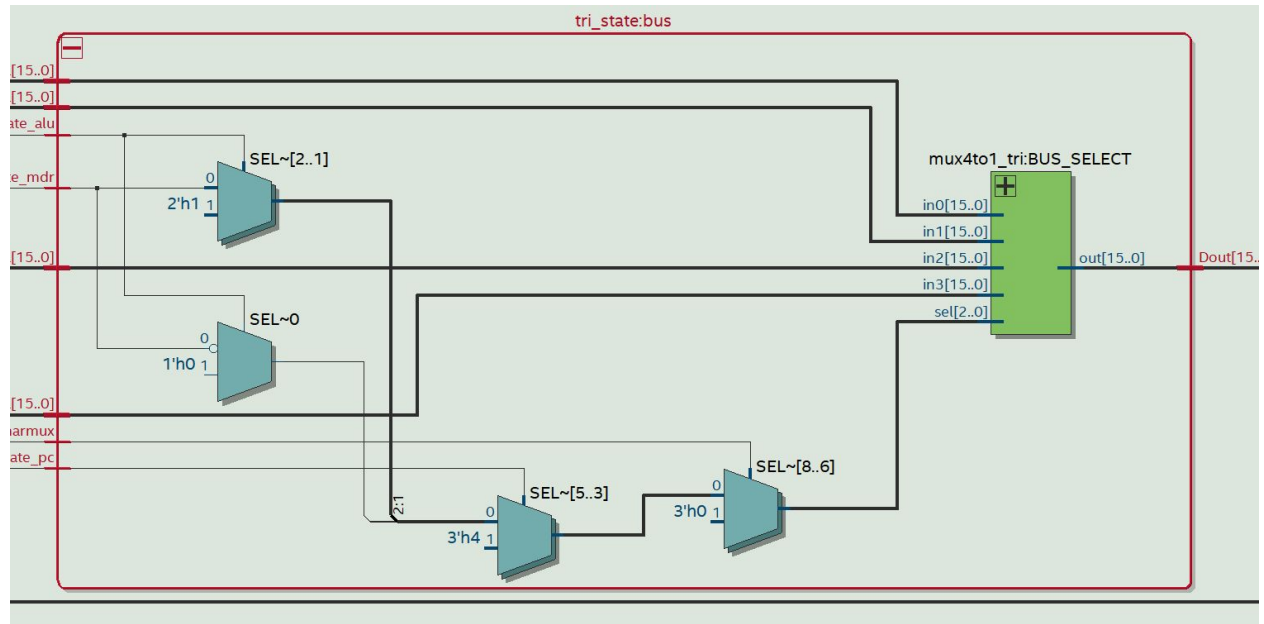 tri_state:bus
[15..0]
[15..0]
ate_alu
SEL~[2..1]
e_mdr
0
2'h1 1
mux4to1_tri:BUS_SELECT
in0[15..0]
in1[15..0]
[15..0]
in2[15..0]
out[15..0]
Dout[15..
in3[15..0]
sel[2..0]
SEL~0
0
1'h0 1
[15..0]
armux
ate_pc
SEL~[8..6]
0
3'h0 1
SEL~[5..3]
2:1
0
3'h4 1